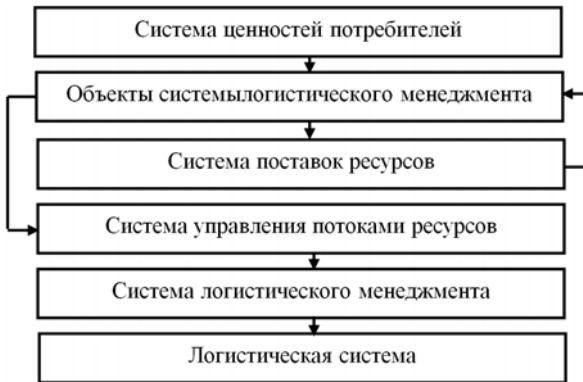 Система ценностей потребителей
Объекты системылогистического менеджмента
Система поставок ресурсов
Система управления потоками ресурсов
Система логистического менеджмента
Логистическая система